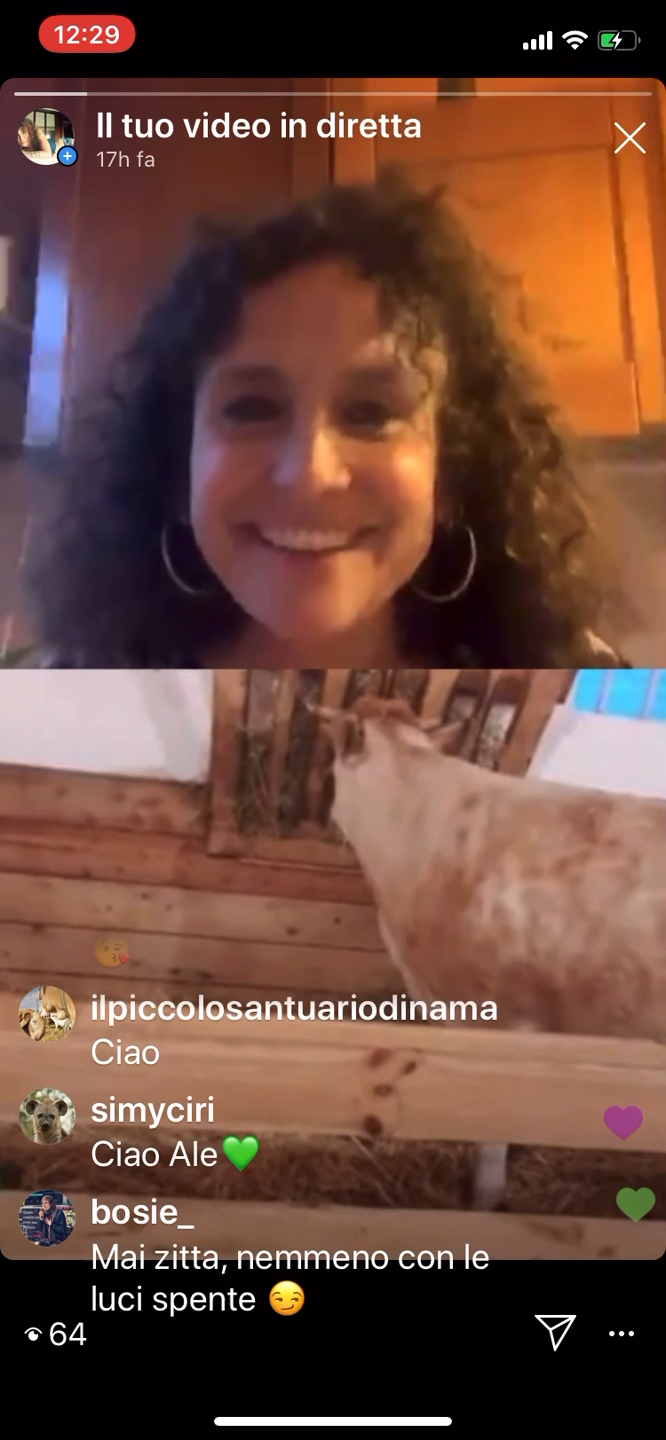 12:29
Il tuo video in diretta
17h fa
ilpiccolosantuariodinama
Ciao
simyciri
Ciao Ale💚
bosie_
Mai zitta, nemmeno con le
luci spente 😏
64